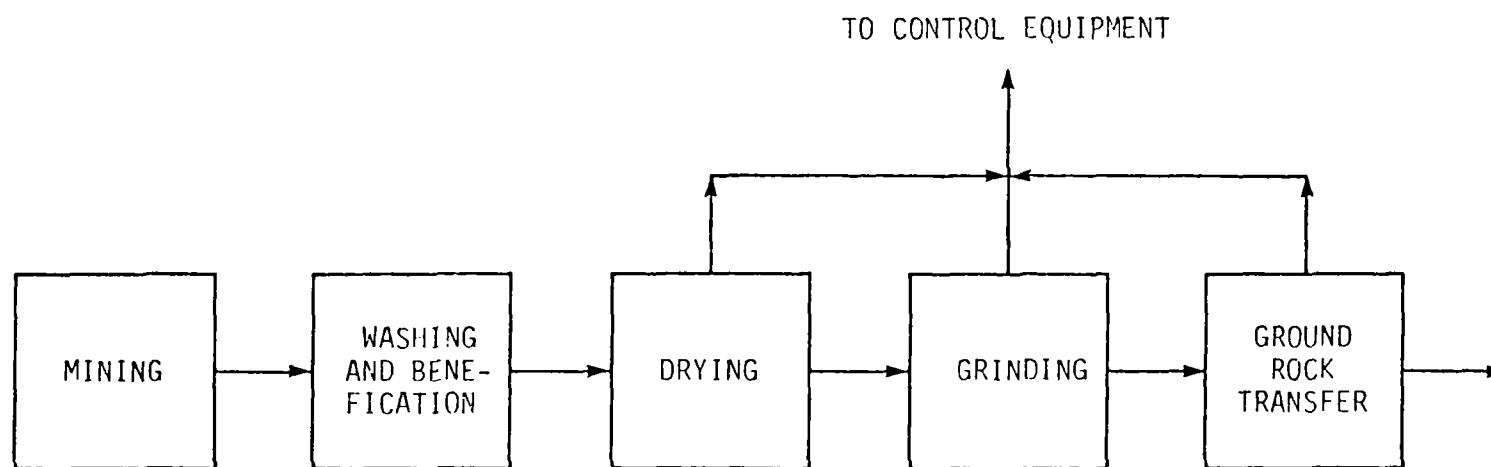 TO CONTROL EQUIPMENT
MINING
WASHING
AND BENE-
FICATION
DRYING
GRINDING
GROUND
ROCK
TRANSFER